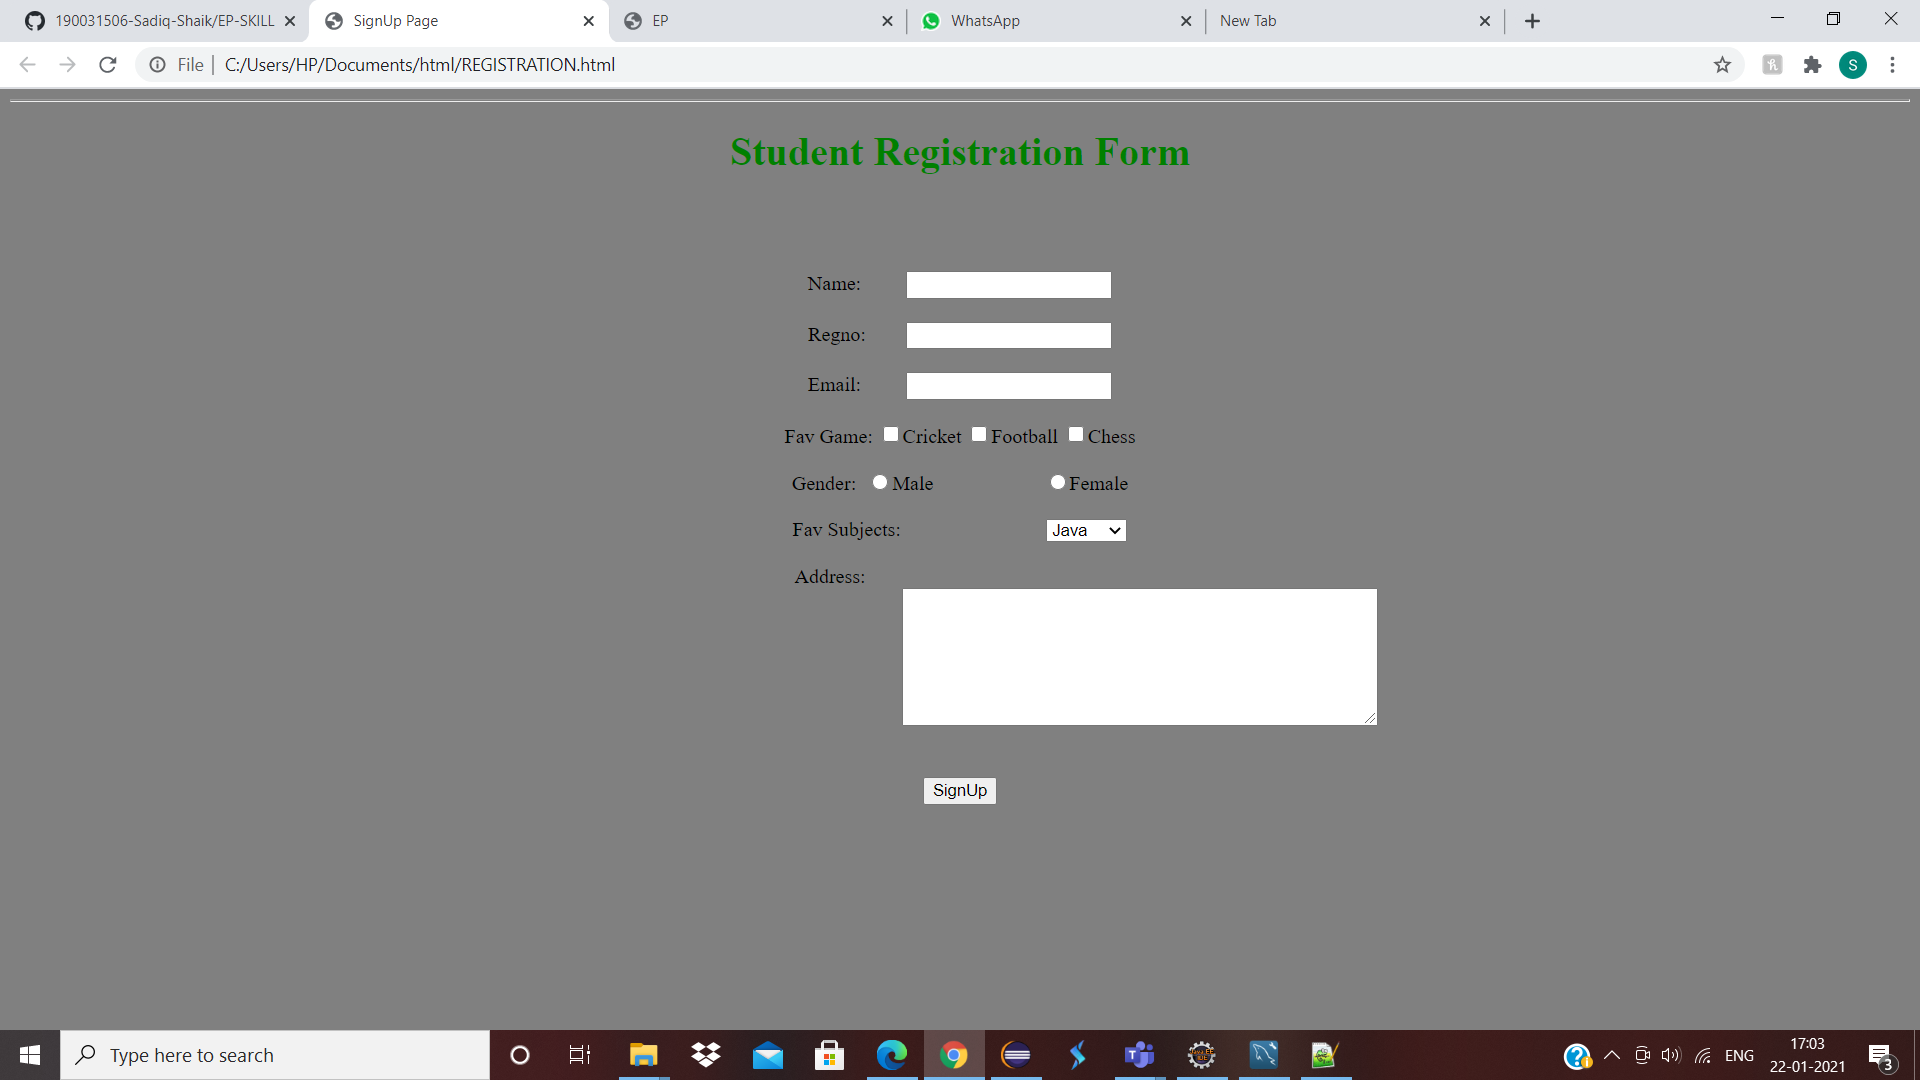 190031506-Sadiq-Shaik/EP-SKILL
SignUp Page
EP
WhatsApp
New Tab
File
C:/Users/HP/Documents/html/REGISTRATION.html
S
Student Registration Form
Name:
Regno:
Email:
Fav Game: Cricket Football Chess
Gender: Male Female
Fav Subjects: Java
Address:
SignUp
Type here to search
ENG
17:03
22-01-2021
3